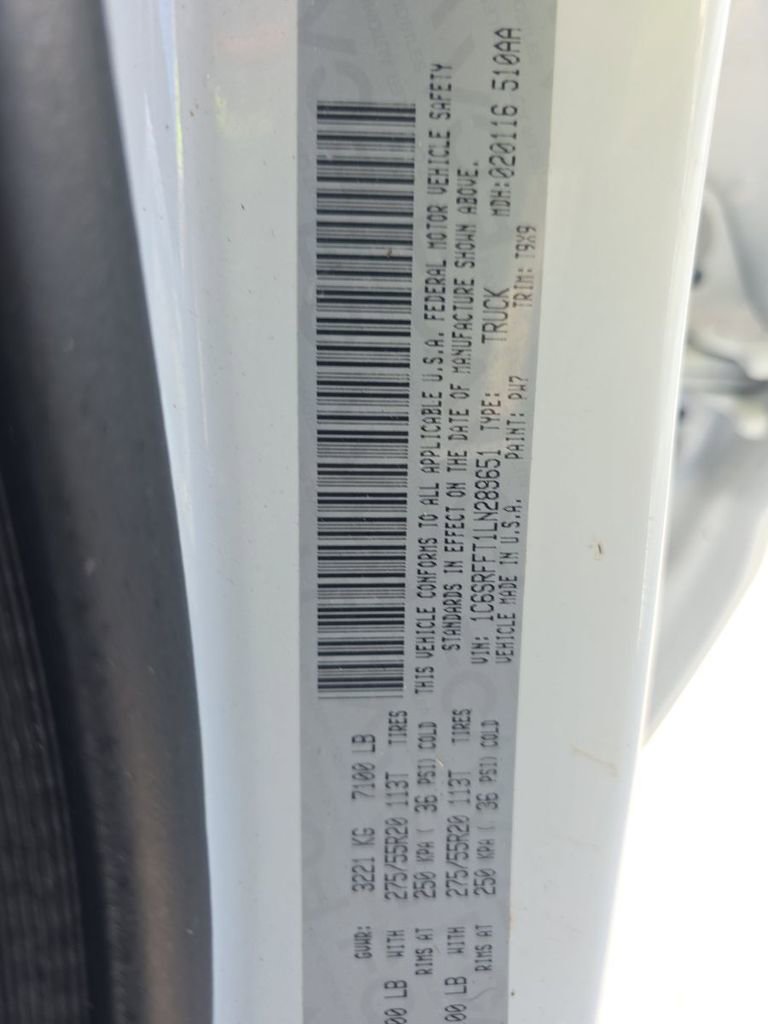 GVWR: 3221 KG 7100 LB
00 LB WITH 275/55R20 113T TIRES
RIMS AT 250 KPA ( 36 PSI) COLD
00 LB WITH 275/55R20 113T TIRES
RIMS AT 250 KPA ( 36 PSI) COLD
THIS VEHICLE CONFORMS TO ALL APPLICABLE U.S.A. FEDERAL MOTOR VEHICLE SAFETY
STANDARDS IN EFFECT ON THE DATE OF MANUFACTURE SHOWN ABOVE.
VIN: 1C6SRFFT1LN289651 TYPE: TRUCK MDH:020116 510AA
VEHICLE MADE IN U.S.A. PAINT: PW7 TRIM: T9X9